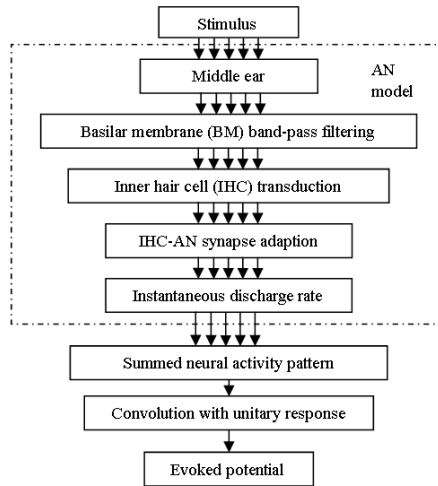 Stimulus
AN
model
Middle ear
Basilar membrane (BM) band-pass filtering
Inner hair cell (IHC) transduction
IHC-AN synapse adaption
Instantaneous discharge rate
Summed neural activity pattern
Convolution with unitary response
Evoked potential